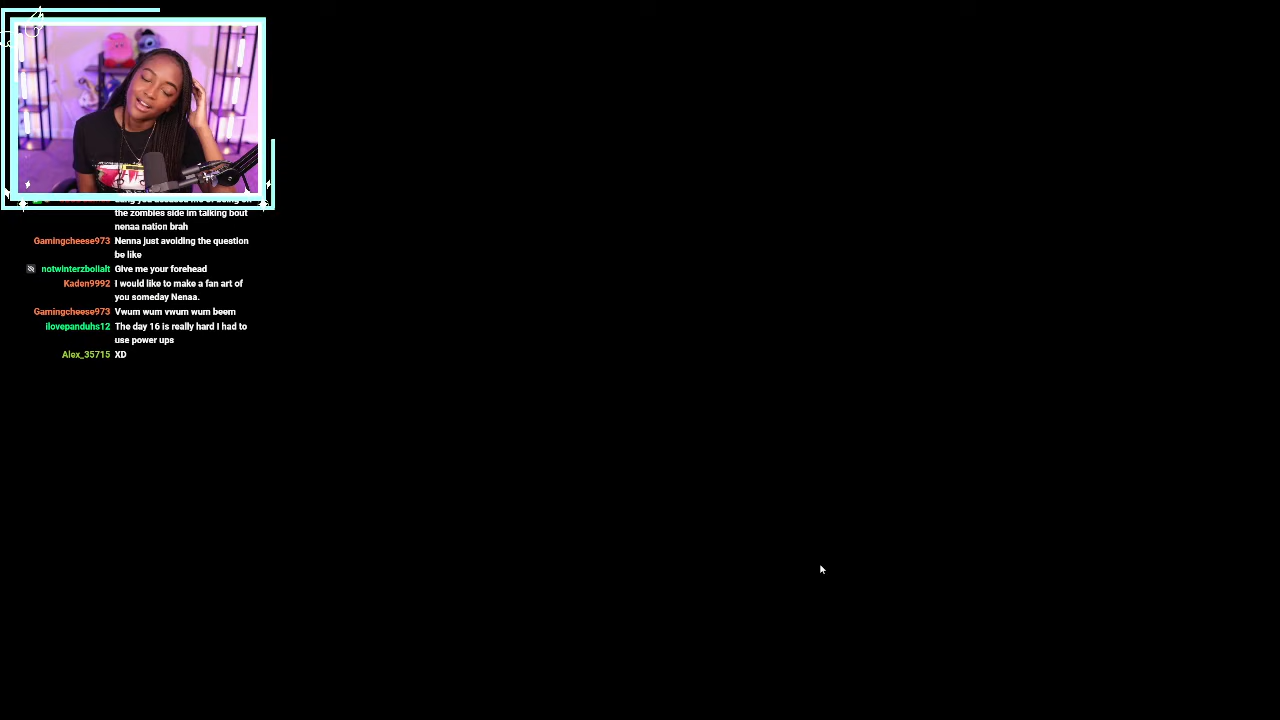 the zombies side im talking bout
nenaa nation brah
Gamingcheese973 Nenna just avoiding the question
be like
notwinterzboiialt Give me your forehead
Kaden9992 I would like to make a fan art of
you someday Nenaa.
Gamingcheese973 Vwum wum vwum wum beem
ilovepanduhs12 The day 16 is really hard I had to
use power ups
Alex_35715 XD